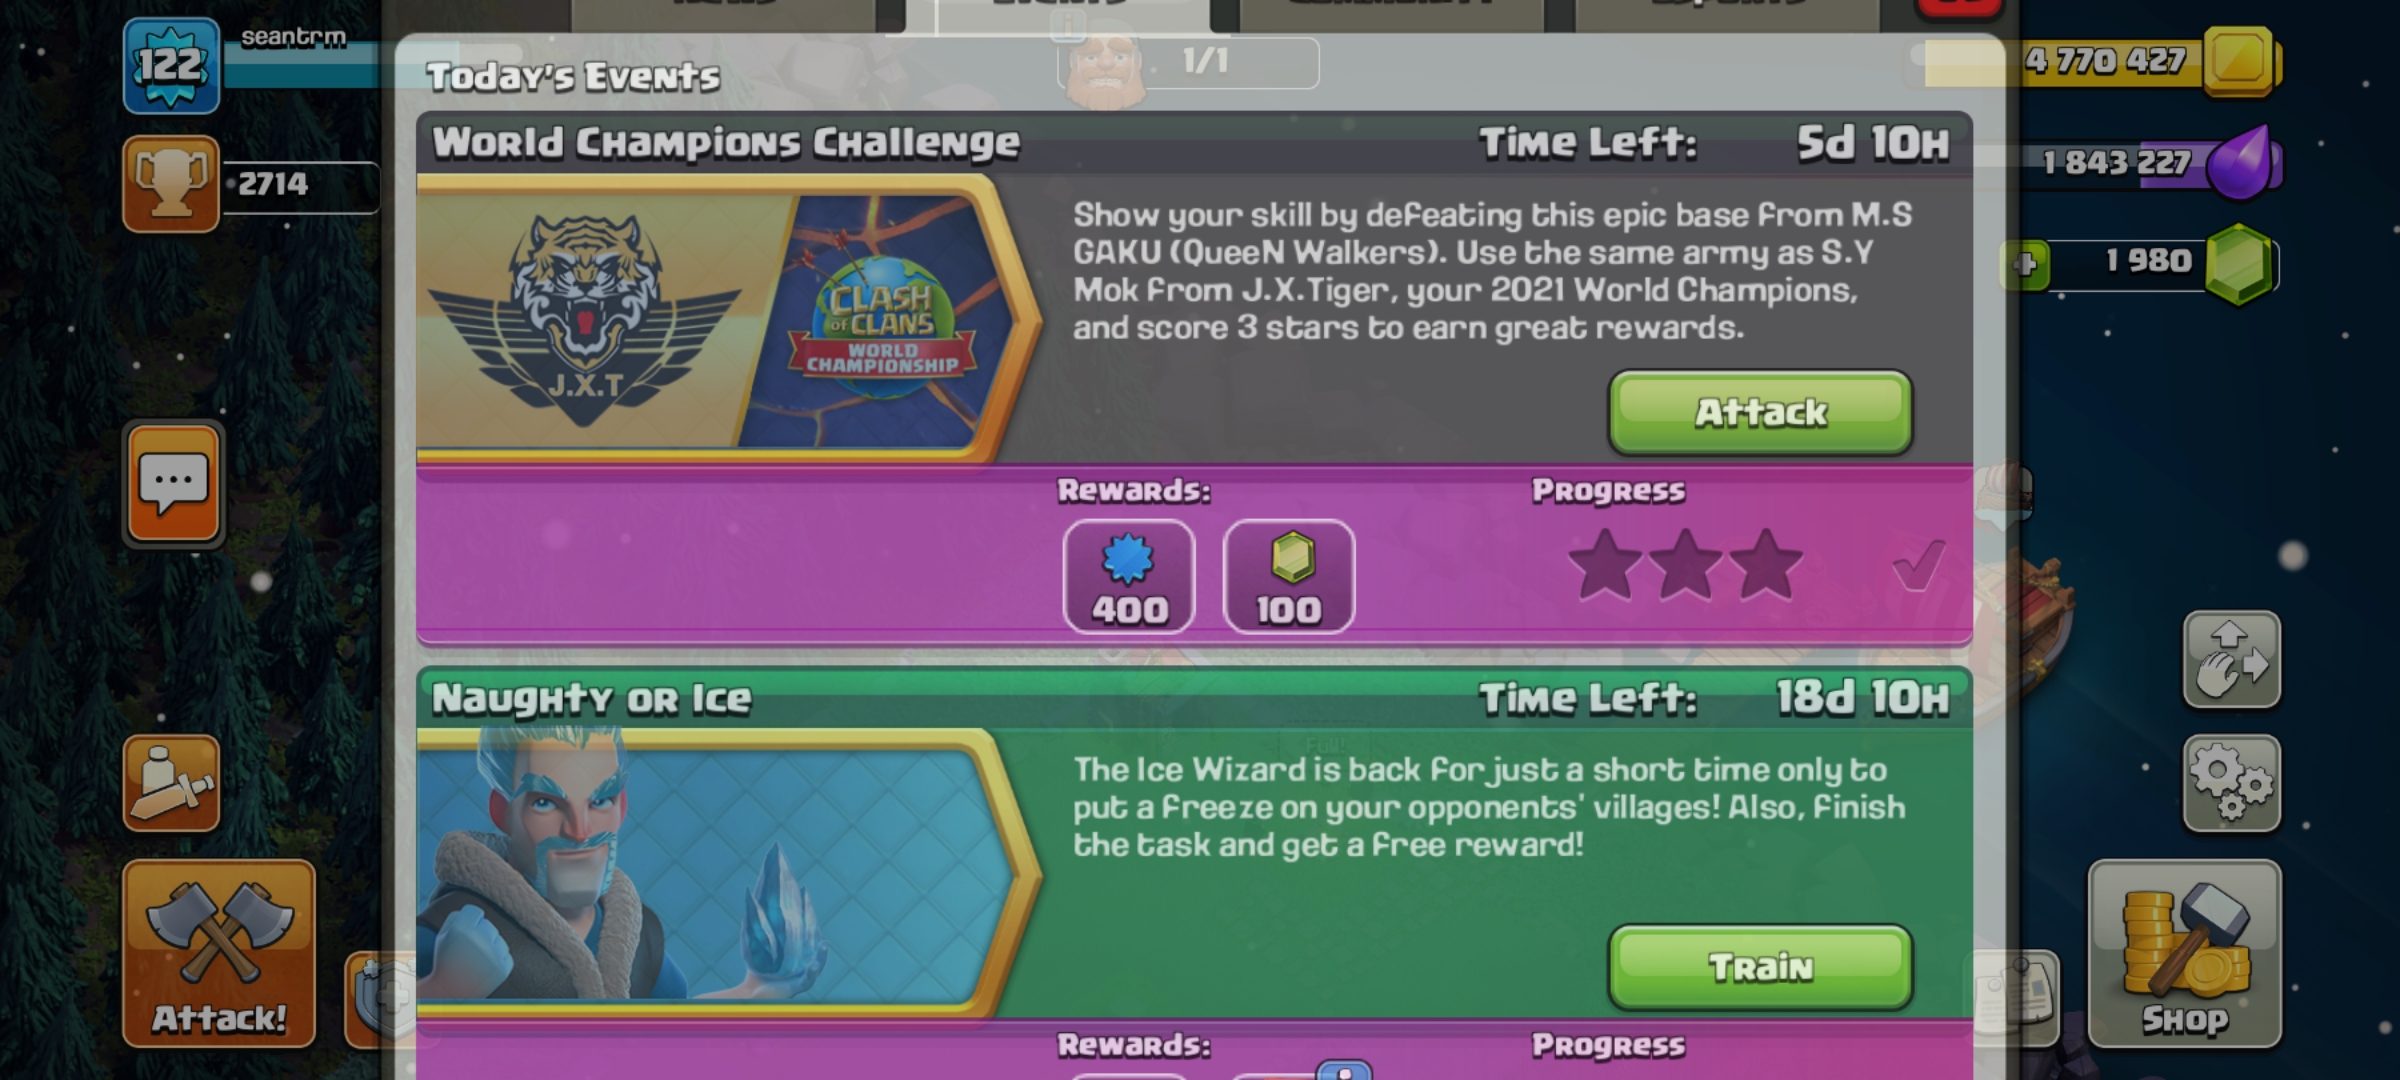 NEWS
EVENTS
COMMUNITY
ESPORTS
122
seantrm
1/1
4 770 427
Today's Events
World Champions Challenge
Time Left:
5d 10H
1 843 227
2714
Show your skill by defeating this epic base from M.S
GAKU (QueeN Walkers). Use the same army as S.Y
Mok from J.X.Tiger, your 2021 World Champions,
and score 3 stars to earn great rewards.
1 980
CLASH
OF CLANS
WORLD
CHAMPIONSHIP
J.X.T
Attack
Rewards:
Progress
400
100
Naughty or Ice
Time Left:
18d 10H
Full!
The Ice Wizard is back for just a short time only to
put a freeze on your opponents' villages! Also, finish
the task and get a free reward!
Train
Attack!
Shop
Rewards:
Progress